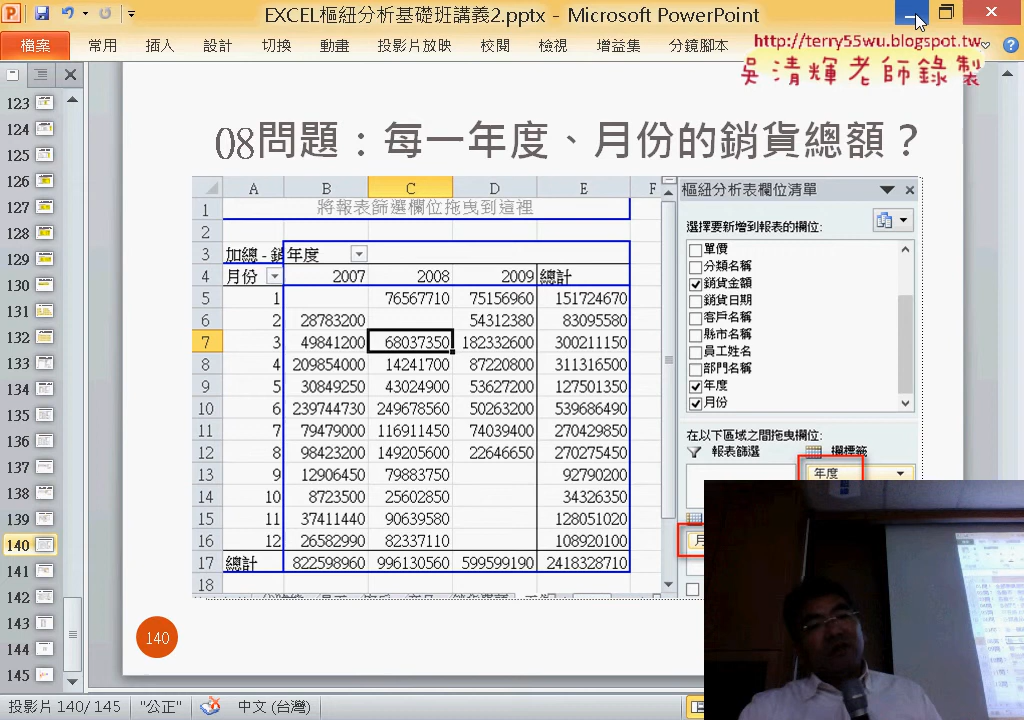 EXCEL樞紐分析基礎班講義2.pptx - Microsoft PowerPoint
檔案 常用 插入 設計 切換 動畫 投影片放映 校閱 檢視 增益集 分鏡腳本
http://terry55wu.blogspot.tw
吳清輝老師錄製
123
124
125
126
127
128
129
130
131
132
133
134
135
136
137
138
139
140
141
142
143
144
145
08問題：每一年度、月份的銷貨總額？
A B C D E F
1 將報表篩選欄位拖曳到這裡
2
3 加總 - 銷 年度
4 月份 2007 2008 2009 總計
5 1 76567710 75156960 151724670
6 2 28783200 54312380 83095580
7 3 49841200 68037350 182332600 300211150
8 4 209854000 14241700 87220800 311316500
9 5 30849250 43024900 53627200 127501350
10 6 239744730 249678560 50263200 539686490
11 7 79479000 116911450 74039400 270429850
12 8 98423200 149205600 22646650 270275450
13 9 12906450 79883750 92790200
14 10 8723500 25602850 34326350
15 11 37411440 90639580 128051020
16 12 26582990 82337110 108920100
17 總計 822598960 996130560 599599190 2418328710
18
樞紐分析表欄位清單
選擇要新增到報表的欄位:
單價
分類名稱
銷貨金額
銷貨日期
客戶名稱
縣市名稱
員工姓名
部門名稱
年度
月份
在以下區域之間拖曳欄位:
報表篩選 欄標籤
年度
月
140
投影片 140/ 145 "公正" 中文 (台灣)